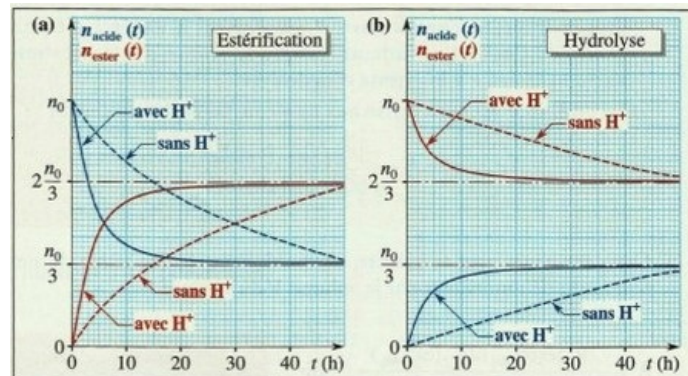 (a)
n_acide (t)
n_ester (t)
Estérification
n₀
avec H⁺
sans H⁺
2 n₀/3
n₀/3
sans H⁺
avec H⁺
0
0 10 20 30 40 t (h)
(b)
n_acide (t)
n_ester (t)
Hydrolyse
n₀
avec H⁺
sans H⁺
2 n₀/3
n₀/3
sans H⁺
avec H⁺
0
0 10 20 30 40 t (h)